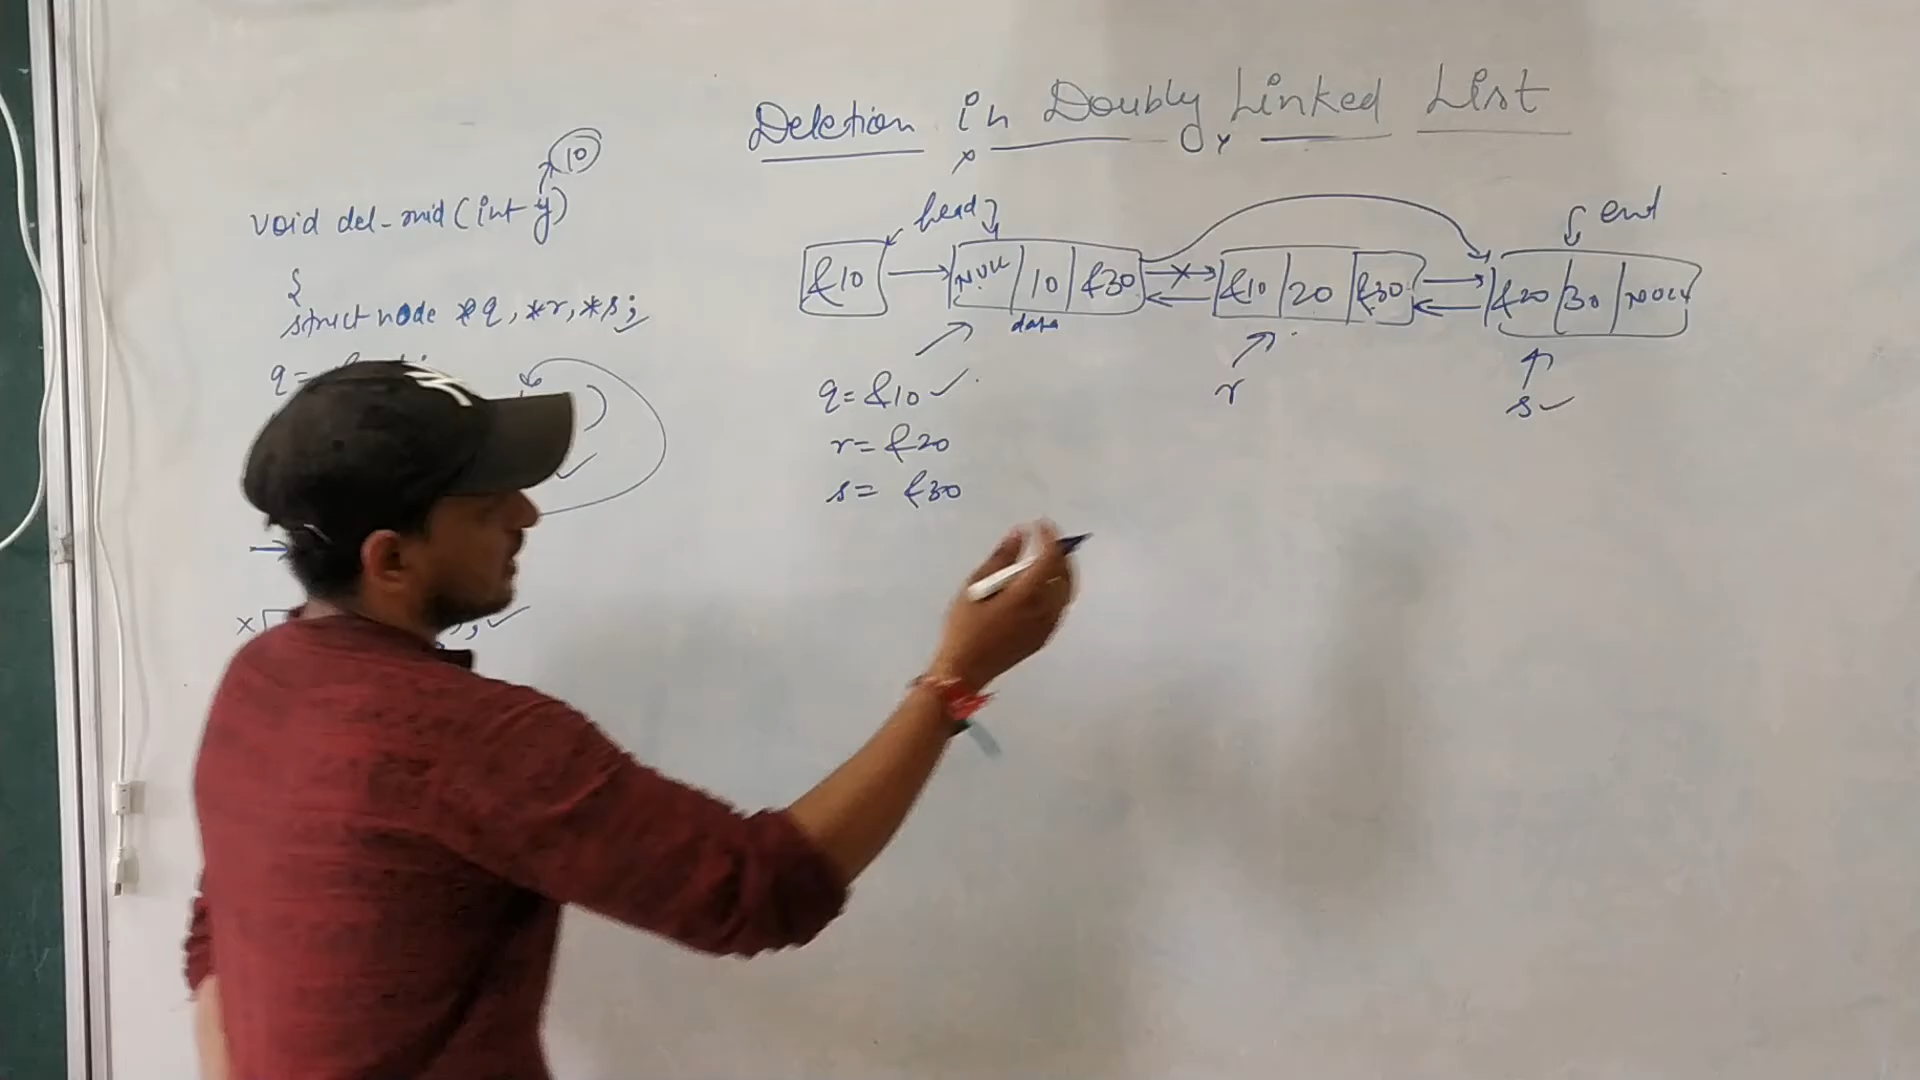 Deletion in Doubly Linked List
10
void del-mid(int y)
{
struct node *q, *r, *s;
q=
head
end
&10
NULL 10 &30
&10 20 &30
&20 30 NULL
data
q= &10 ✓
r= &20
s= &30
r
s ✓